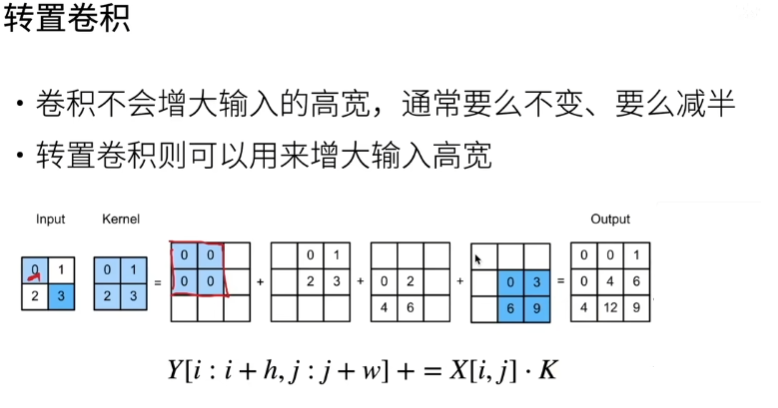 转置卷积
• 卷积不会增大输入的高宽，通常要么不变、要么减半
• 转置卷积则可以用来增大输入高宽
Input Kernel Output
0 0 0 1 0 0 1
0 1 0 1 = 0 0 + 2 3 + 0 2 + 0 3 = 0 4 6
2 3 2 3 4 6 6 9 4 12 9
Y[i : i + h, j : j + w] + = X[i, j] · K